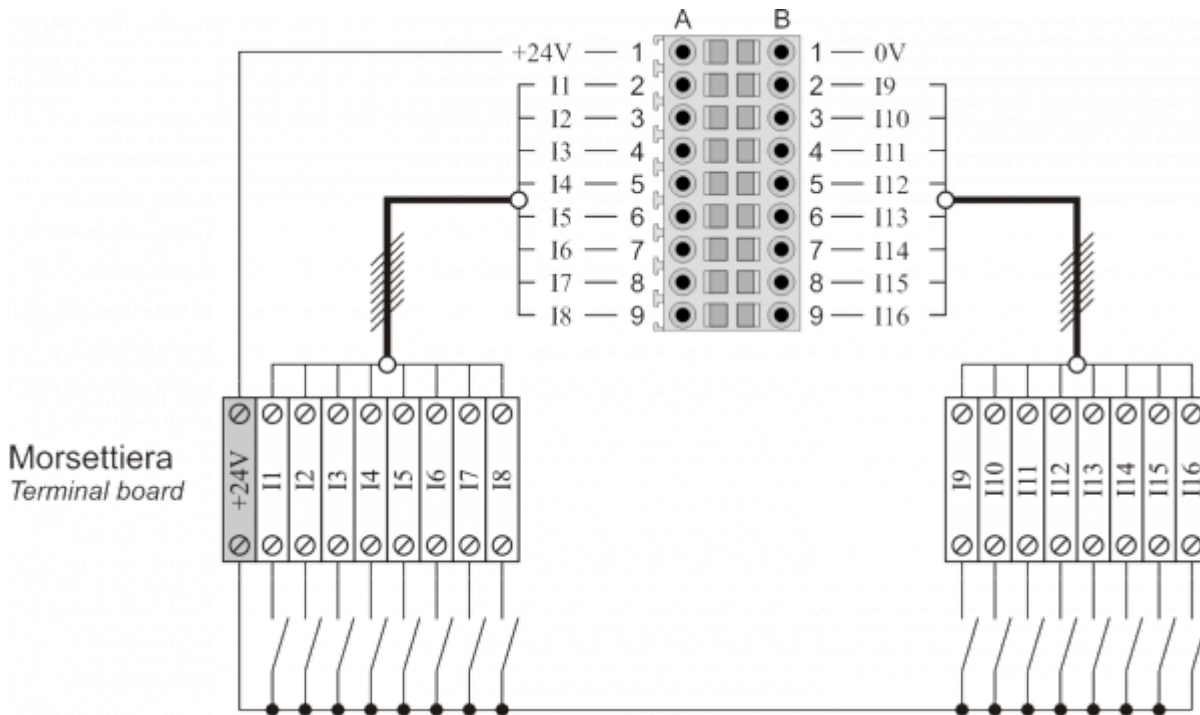 A B
+24V 1 1 0V
I1 2 2 I9
I2 3 3 I10
I3 4 4 I11
I4 5 5 I12
I5 6 6 I13
I6 7 7 I14
I7 8 8 I15
I8 9 9 I16
Morsettiera
Terminal board
+24V I1 I2 I3 I4 I5 I6 I7 I8
I9 I10 I11 I12 I13 I14 I15 I16